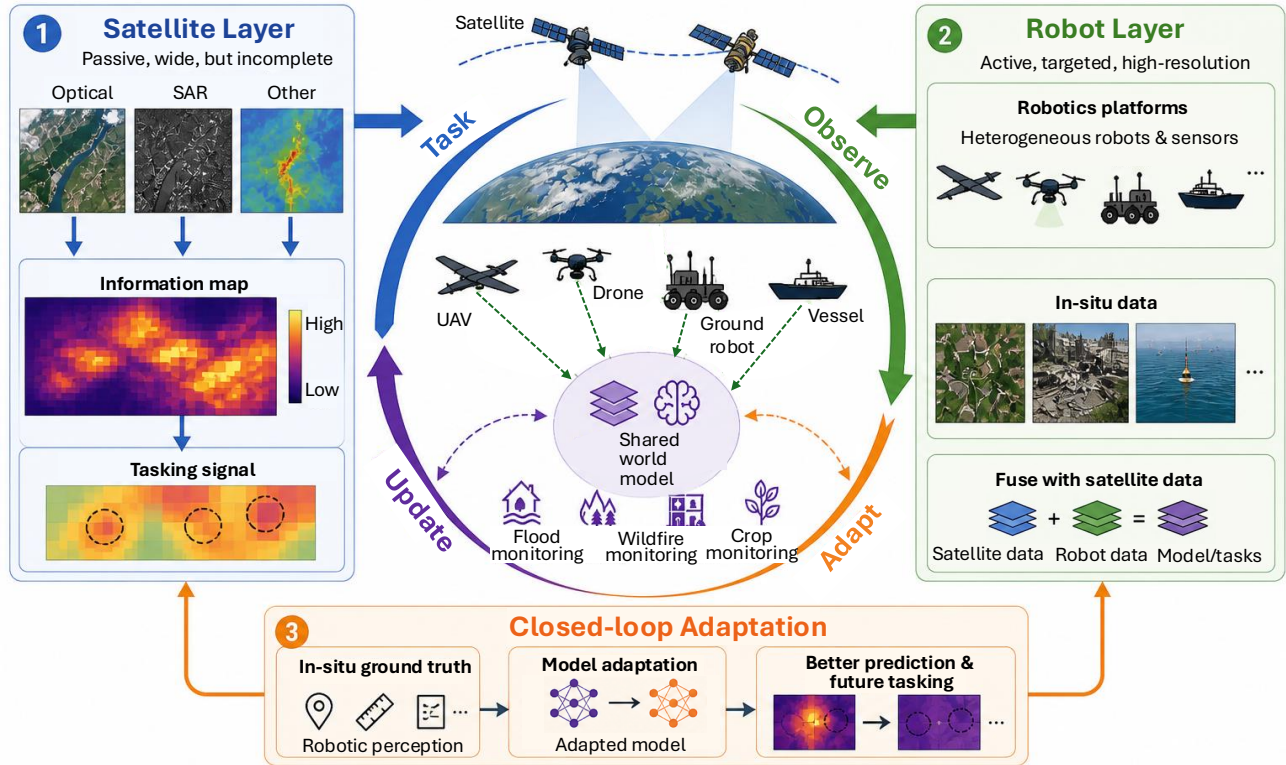 1
Satellite Layer
Passive, wide, but incomplete
Optical
SAR
Other
Information map
High
Low
Tasking signal
Satellite
Task
Observe
Update
Adapt
UAV
Drone
Ground
robot
Vessel
Shared
world
model
Flood
monitoring
Wildfire
monitoring
Crop
monitoring
2
Robot Layer
Active, targeted, high-resolution
Robotics platforms
Heterogeneous robots & sensors
...
In-situ data
...
Fuse with satellite data
+
=
Satellite data
Robot data
Model/tasks
3
Closed-loop Adaptation
In-situ ground truth
...
Robotic perception
Model adaptation
Adapted model
Better prediction &
future tasking
...